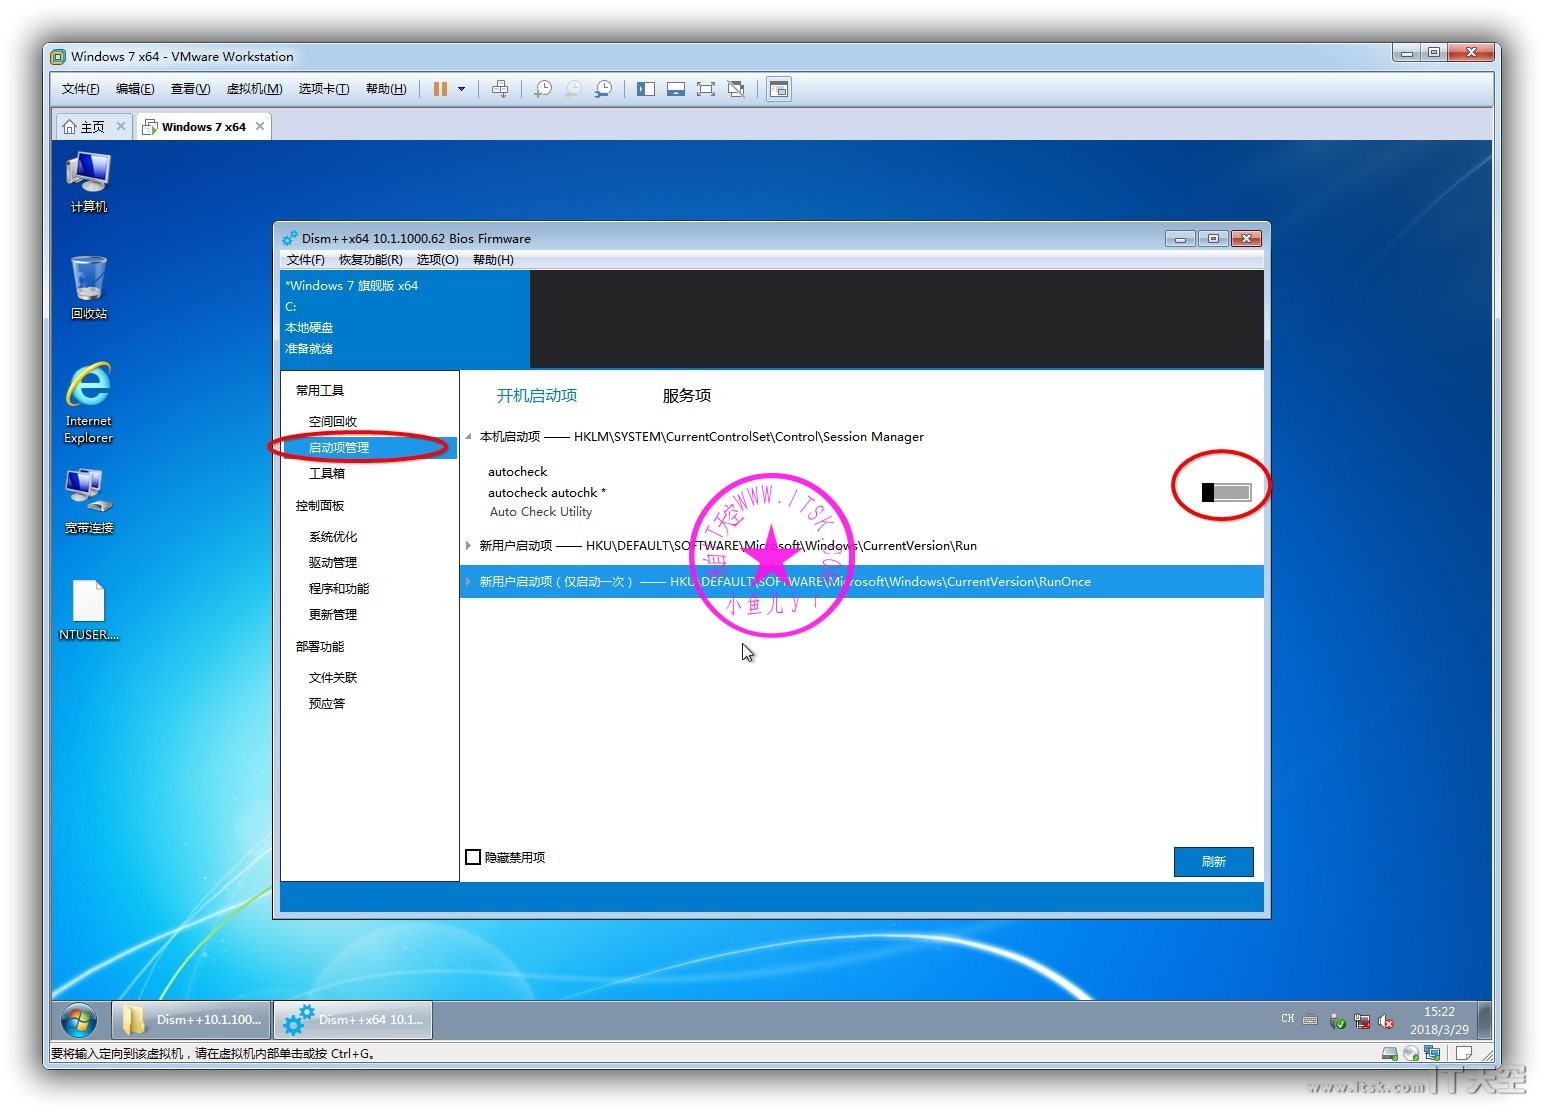 Windows 7 x64 - VMware Workstation
文件(F) 编辑(E) 查看(V) 虚拟机(M) 选项卡(T) 帮助(H)
主页 Windows 7 x64
计算机
回收站
Internet
Explorer
宽带连接
NTUSER....
Dism++x64 10.1.1000.62 Bios Firmware
文件(F) 恢复功能(R) 选项(O) 帮助(H)
*Windows 7 旗舰版 x64
C:
本地硬盘
准备就绪
常用工具
空间回收
启动项管理
工具箱
控制面板
系统优化
驱动管理
程序和功能
更新管理
部署功能
文件关联
预应答
开机启动项 服务项
本机启动项 —— HKLM\SYSTEM\CurrentControlSet\Control\Session Manager
autocheck
autocheck autochk *
Auto Check Utility
新用户启动项 —— HKU\DEFAULT\SOFTWARE\Microsoft\Windows\CurrentVersion\Run
新用户启动项（仅启动一次） —— HKU\DEFAULT\SOFTWARE\Microsoft\Windows\CurrentVersion\RunOnce
IT天空WWW.ITSK.COM
小鱼儿yr
隐藏禁用项
刷新
Dism++10.1.100...
Dism++x64 10.1...
CH
15:22
2018/3/29
要将输入定向到该虚拟机，请在虚拟机内部单击或按 Ctrl+G。
www.itsk.com IT天空